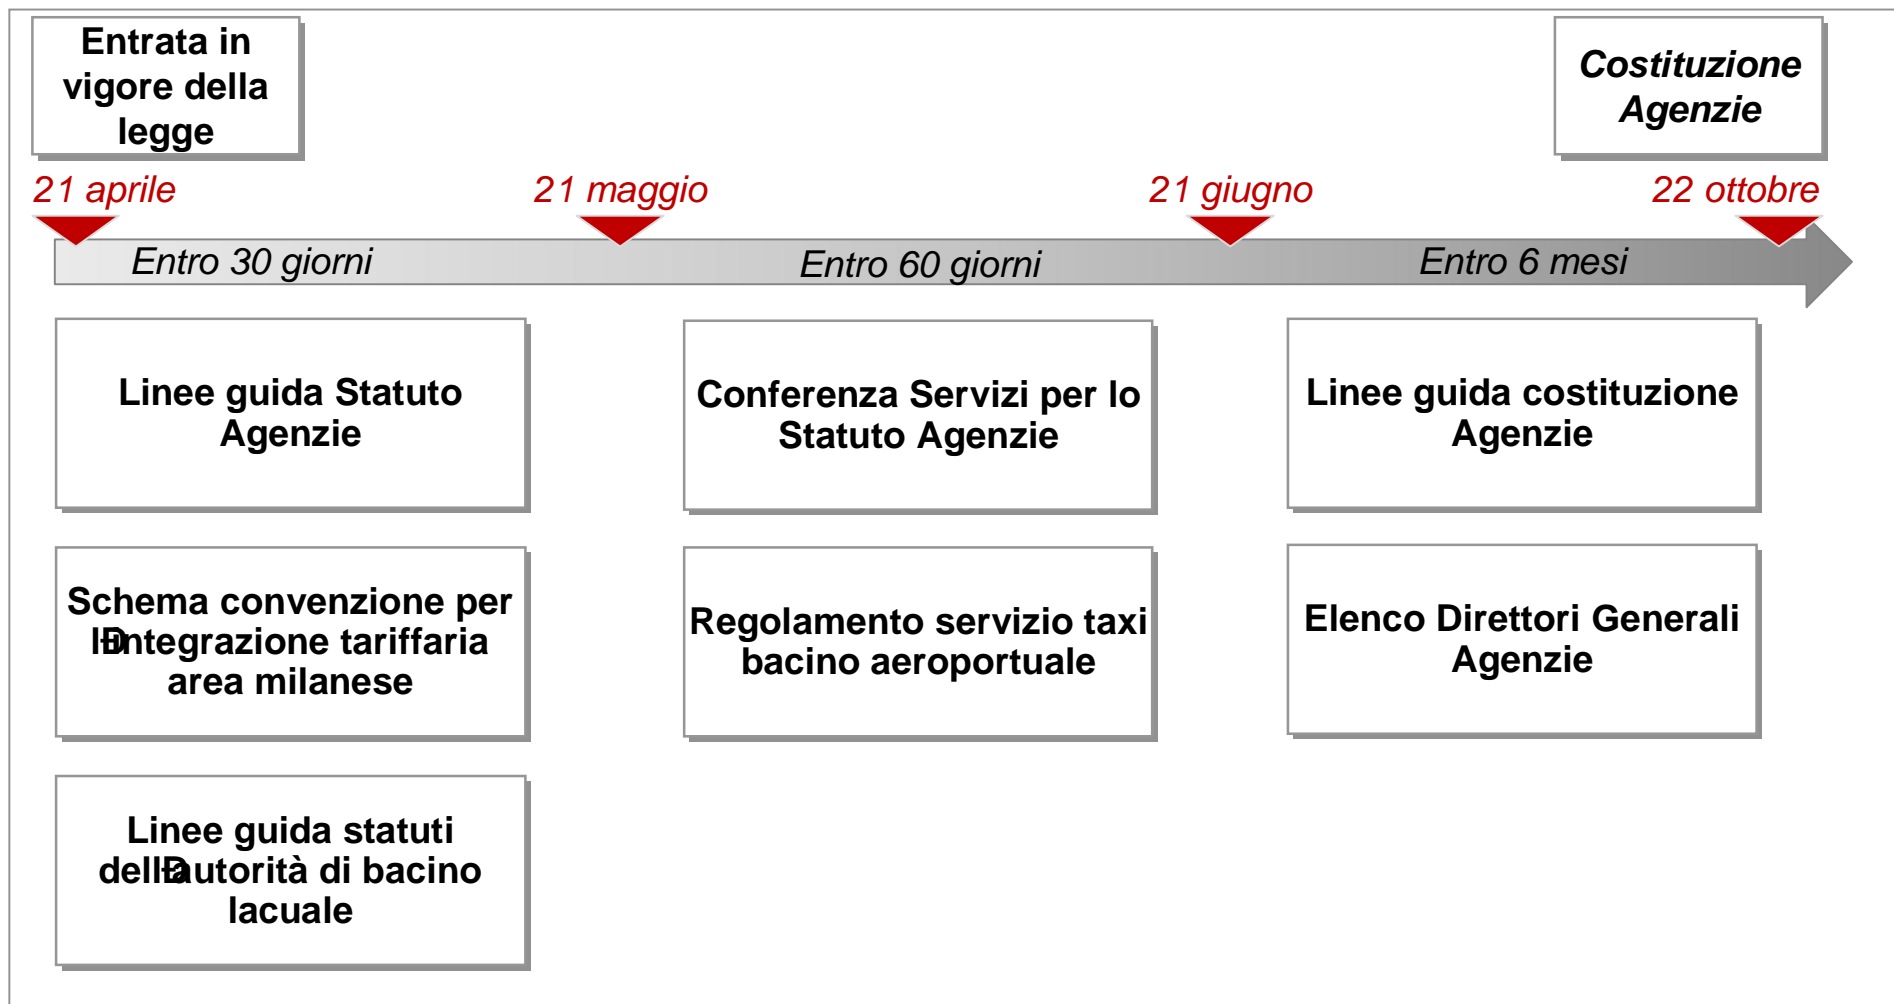 Entrata in
vigore della
legge
Costituzione
Agenzie
21 aprile
21 maggio
21 giugno
22 ottobre
Entro 30 giorni
Entro 60 giorni
Entro 6 mesi
Linee guida Statuto
Agenzie
Conferenza Servizi per lo
Statuto Agenzie
Linee guida costituzione
Agenzie
Schema convenzione per
lÐintegrazione tariffaria
area milanese
Regolamento servizio taxi
bacino aeroportuale
Elenco Direttori Generali
Agenzie
Linee guida statuti
dellÐautorità di bacino
lacuale